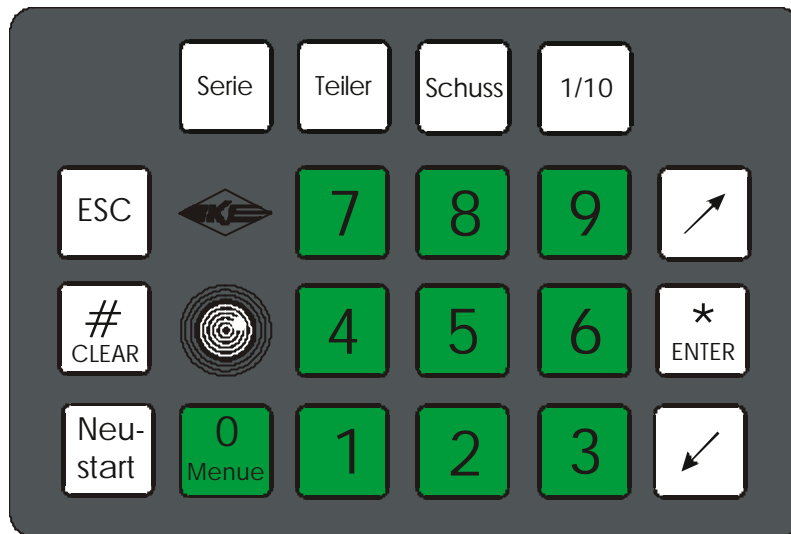 Serie Teiler Schuss 1/10
ESC 7 8 9
#
CLEAR
4 5 6
*
ENTER
Neu-
start
0
Menue
1 2 3